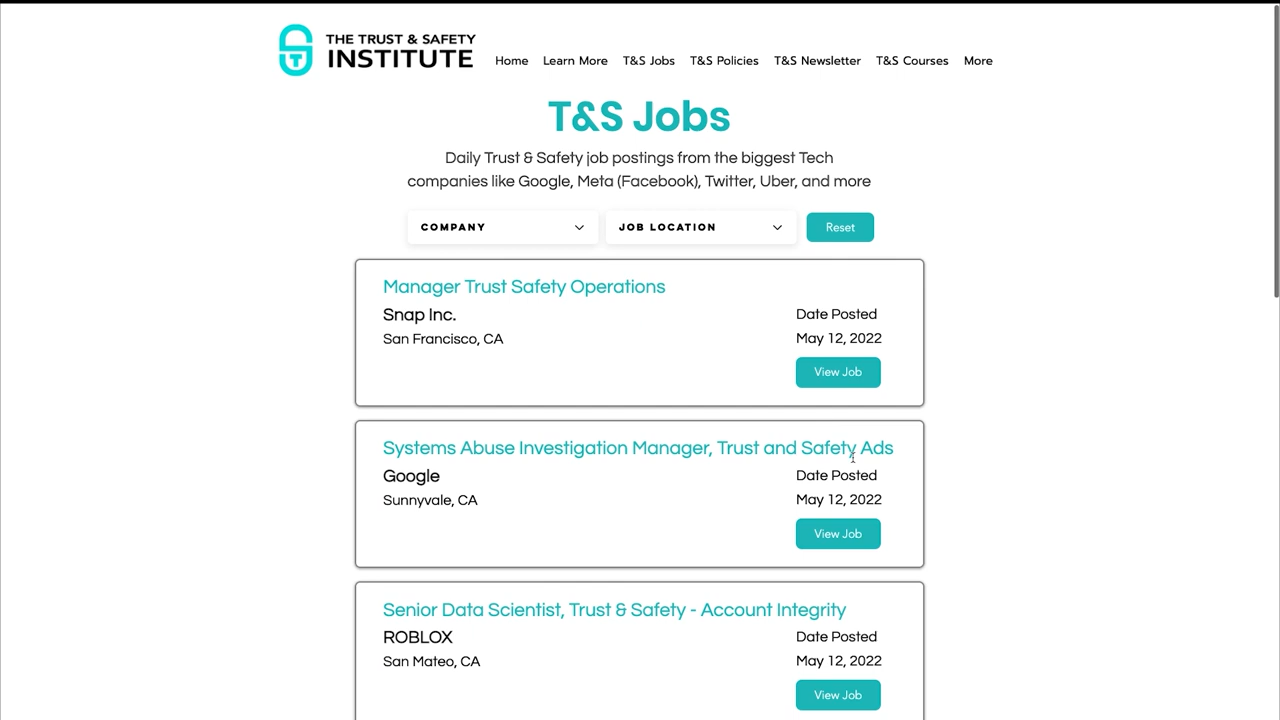 THE TRUST & SAFETY
INSTITUTE
Home Learn More T&S Jobs T&S Policies T&S Newsletter T&S Courses More
T&S Jobs
Daily Trust & Safety job postings from the biggest Tech
companies like Google, Meta (Facebook), Twitter, Uber, and more
COMPANY JOB LOCATION Reset
Manager Trust Safety Operations
Snap Inc. Date Posted
San Francisco, CA May 12, 2022
View Job
Systems Abuse Investigation Manager, Trust and Safety Ads
Google Date Posted
Sunnyvale, CA May 12, 2022
View Job
Senior Data Scientist, Trust & Safety - Account Integrity
ROBLOX Date Posted
San Mateo, CA May 12, 2022
View Job